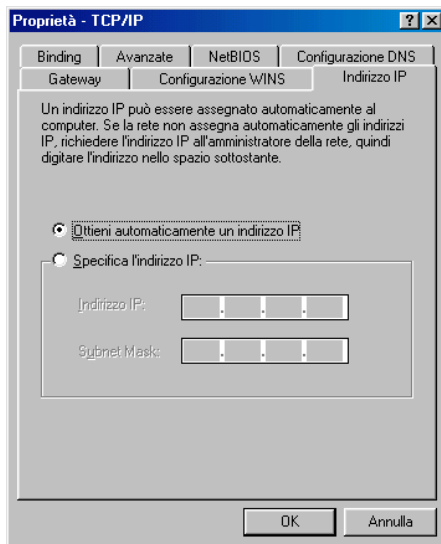 Proprietà - TCP/IP
Binding Avanzate NetBIOS Configurazione DNS
Gateway Configurazione WINS Indirizzo IP
Un indirizzo IP può essere assegnato automaticamente al
computer. Se la rete non assegna automaticamente gli indirizzi
IP, richiedere l'indirizzo IP all'amministratore della rete, quindi
digitare l'indirizzo nello spazio sottostante.
Ottieni automaticamente un indirizzo IP
Specifica l'indirizzo IP:
Indirizzo IP:
Subnet Mask:
OK Annulla